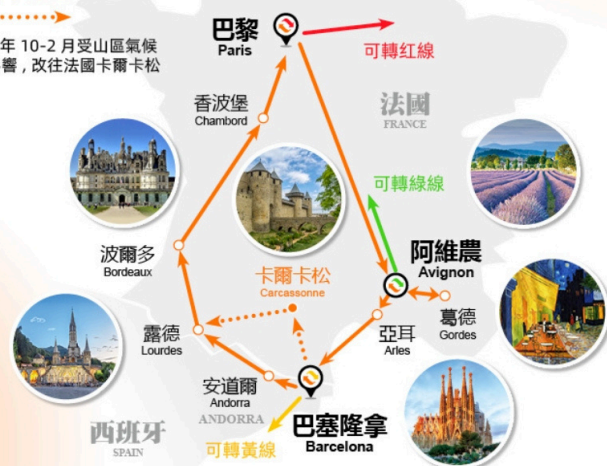 年 10-2 月受山區氣候
響 , 改往法國卡爾卡松
巴黎
Paris
可轉红線
香波堡
Chambord
法國
FRANCE
可轉綠線
波爾多
Bordeaux
卡爾卡松
Carcassonne
阿維農
Avignon
葛德
Gordes
露德
Lourdes
亞耳
Arles
安道爾
Andorra
ANDORRA
巴塞隆拿
Barcelona
西班牙
SPAIN
可轉黃線